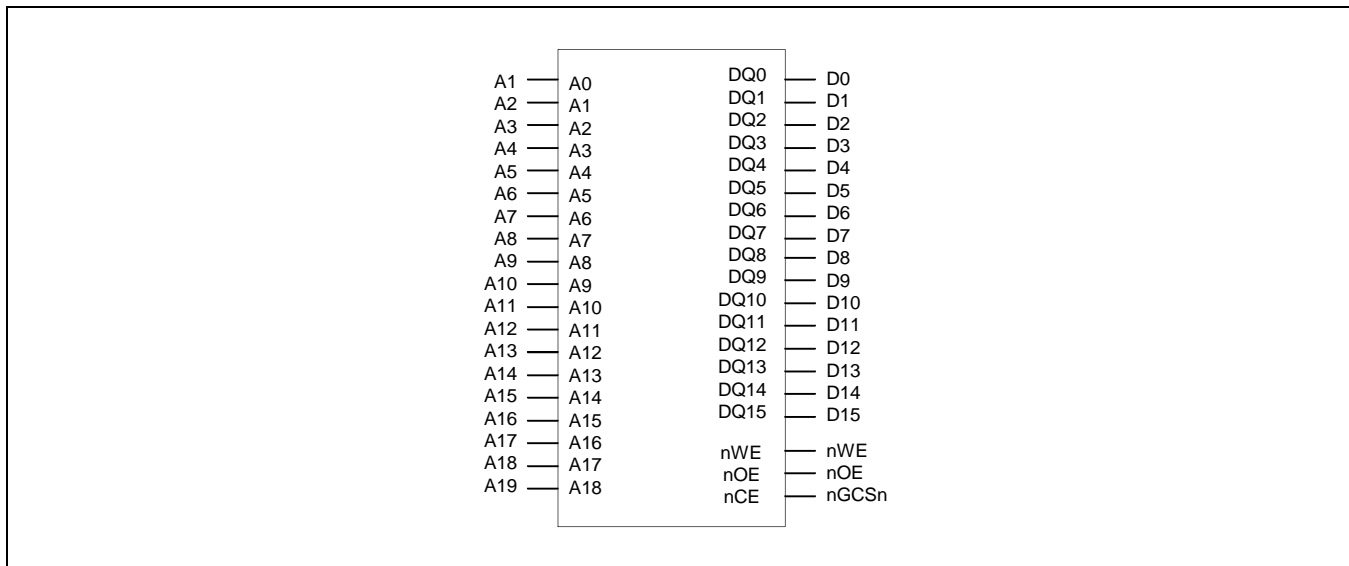 A1 A0 DQ0 D0
A2 A1 DQ1 D1
A3 A2 DQ2 D2
A4 A3 DQ3 D3
A5 A4 DQ4 D4
A6 A5 DQ5 D5
A7 A6 DQ6 D6
A8 A7 DQ7 D7
A9 A8 DQ8 D8
A10 A9 DQ9 D9
A11 A10 DQ10 D10
A12 A11 DQ11 D11
A13 A12 DQ12 D12
A14 A13 DQ13 D13
A15 A14 DQ14 D14
A16 A15 DQ15 D15
A17 A16 nWE nWE
A18 A17 nOE nOE
A19 A18 nCE nGCSn